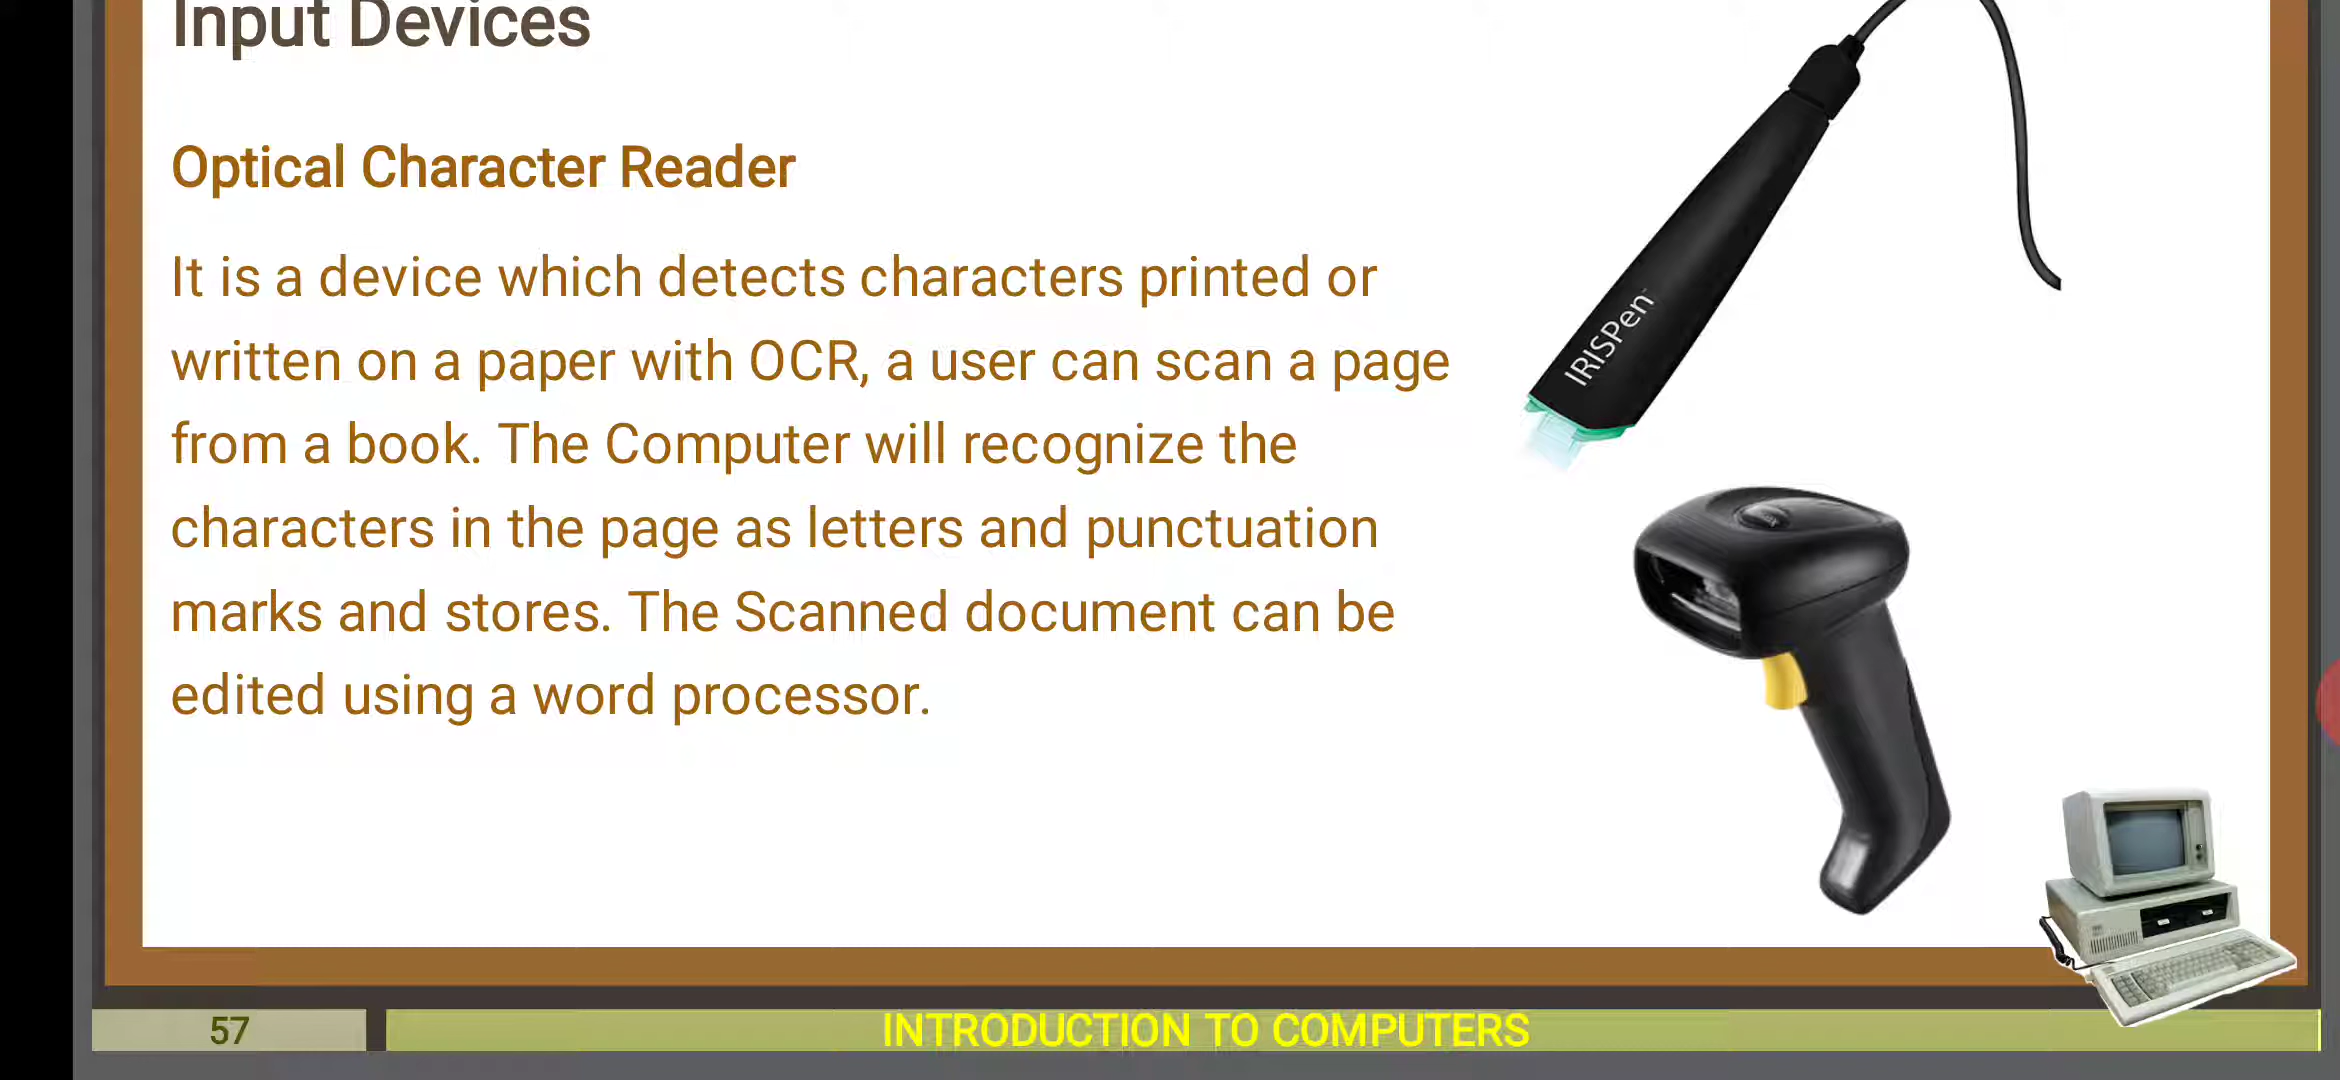 Input Devices
Optical Character Reader
It is a device which detects characters printed or
written on a paper with OCR, a user can scan a page
from a book. The Computer will recognize the
characters in the page as letters and punctuation
marks and stores. The Scanned document can be
edited using a word processor.
IRISPen
57
INTRODUCTION TO COMPUTERS